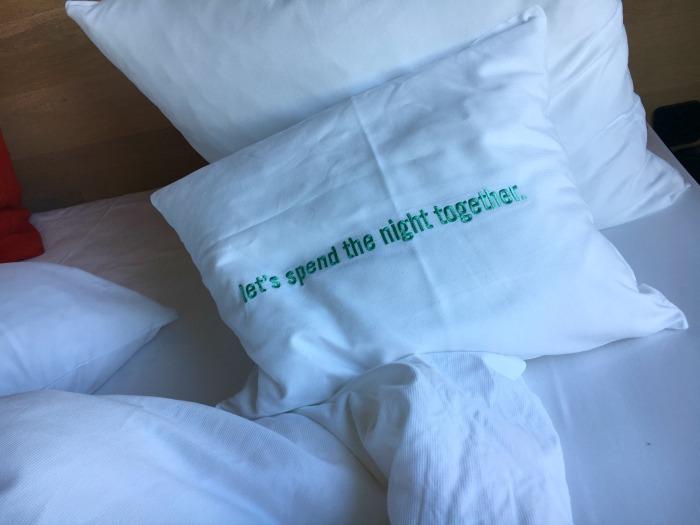 let's spend the night together.